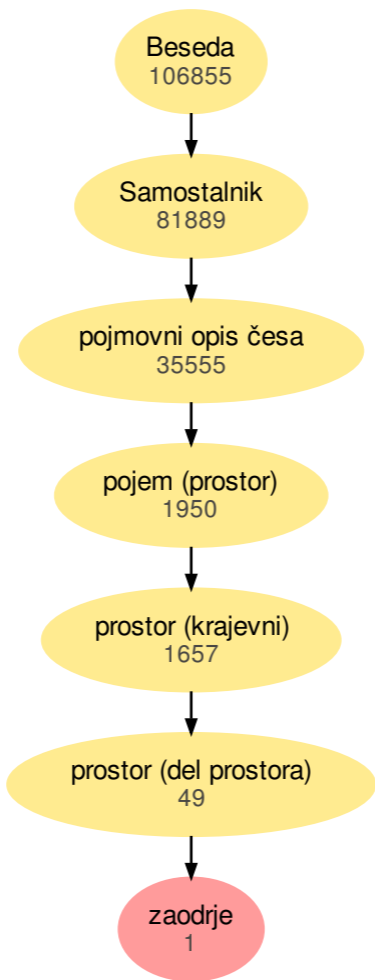 Beseda
106855
Samostalnik
81889
pojmovni opis česa
35555
pojem (prostor)
1950
prostor (krajevni)
1657
prostor (del prostora)
49
zaodrje
1